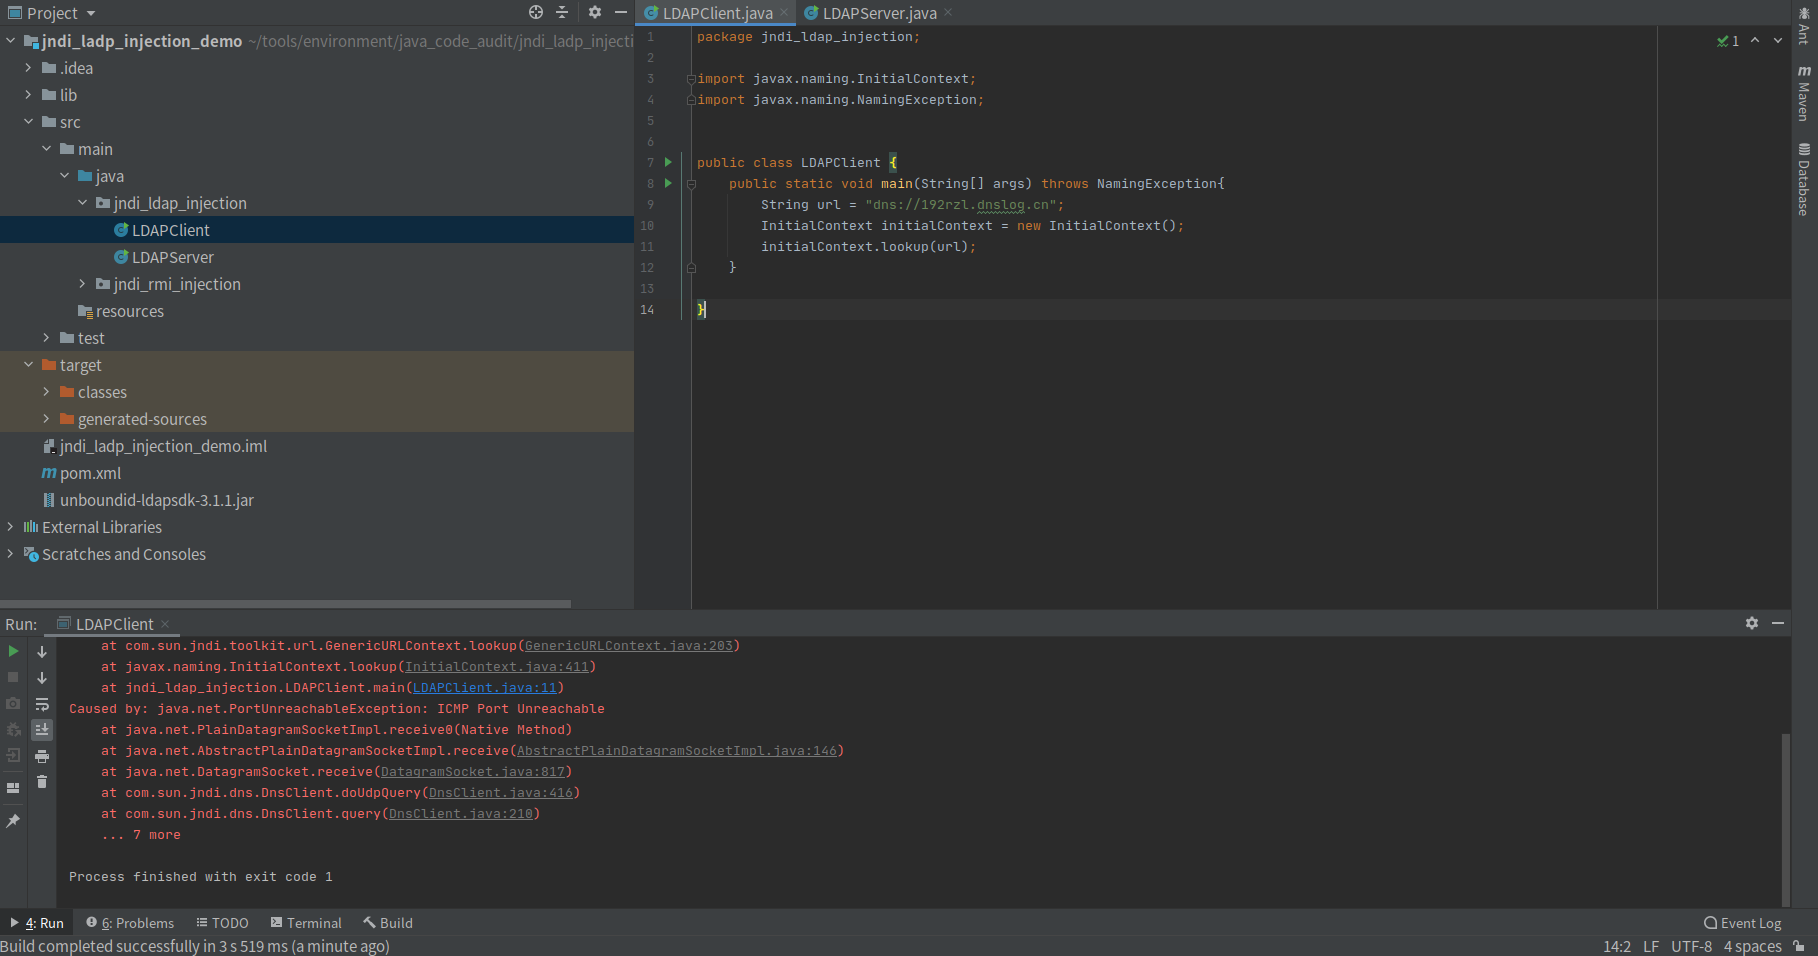 Project
jndi_ladp_injection_demo ~/tools/environment/java_code_audit/jndi_ladp_injecti
.idea
lib
src
main
java
jndi_ldap_injection
LDAPClient
LDAPServer
jndi_rmi_injection
resources
test
target
classes
generated-sources
jndi_ladp_injection_demo.iml
pom.xml
unboundid-ldapsdk-3.1.1.jar
External Libraries
Scratches and Consoles
LDAPClient.java
LDAPServer.java
1 package jndi_ldap_injection;
2
3 import javax.naming.InitialContext;
4 import javax.naming.NamingException;
5
6
7 public class LDAPClient {
8 public static void main(String[] args) throws NamingException{
9 String url = "dns://192rzl.dnslog.cn";
10 InitialContext initialContext = new InitialContext();
11 initialContext.lookup(url);
12 }
13
14 }
1
Ant
Maven
Database
Run: LDAPClient
at com.sun.jndi.toolkit.url.GenericURLContext.lookup(GenericURLContext.java:203)
at javax.naming.InitialContext.lookup(InitialContext.java:411)
at jndi_ldap_injection.LDAPClient.main(LDAPClient.java:11)
Caused by: java.net.PortUnreachableException: ICMP Port Unreachable
at java.net.PlainDatagramSocketImpl.receive0(Native Method)
at java.net.AbstractPlainDatagramSocketImpl.receive(AbstractPlainDatagramSocketImpl.java:146)
at java.net.DatagramSocket.receive(DatagramSocket.java:817)
at com.sun.jndi.dns.DnsClient.doUdpQuery(DnsClient.java:416)
at com.sun.jndi.dns.DnsClient.query(DnsClient.java:210)
... 7 more
Process finished with exit code 1
4: Run 6: Problems TODO Terminal Build Event Log
Build completed successfully in 3 s 519 ms (a minute ago) 14:2 LF UTF-8 4 spaces